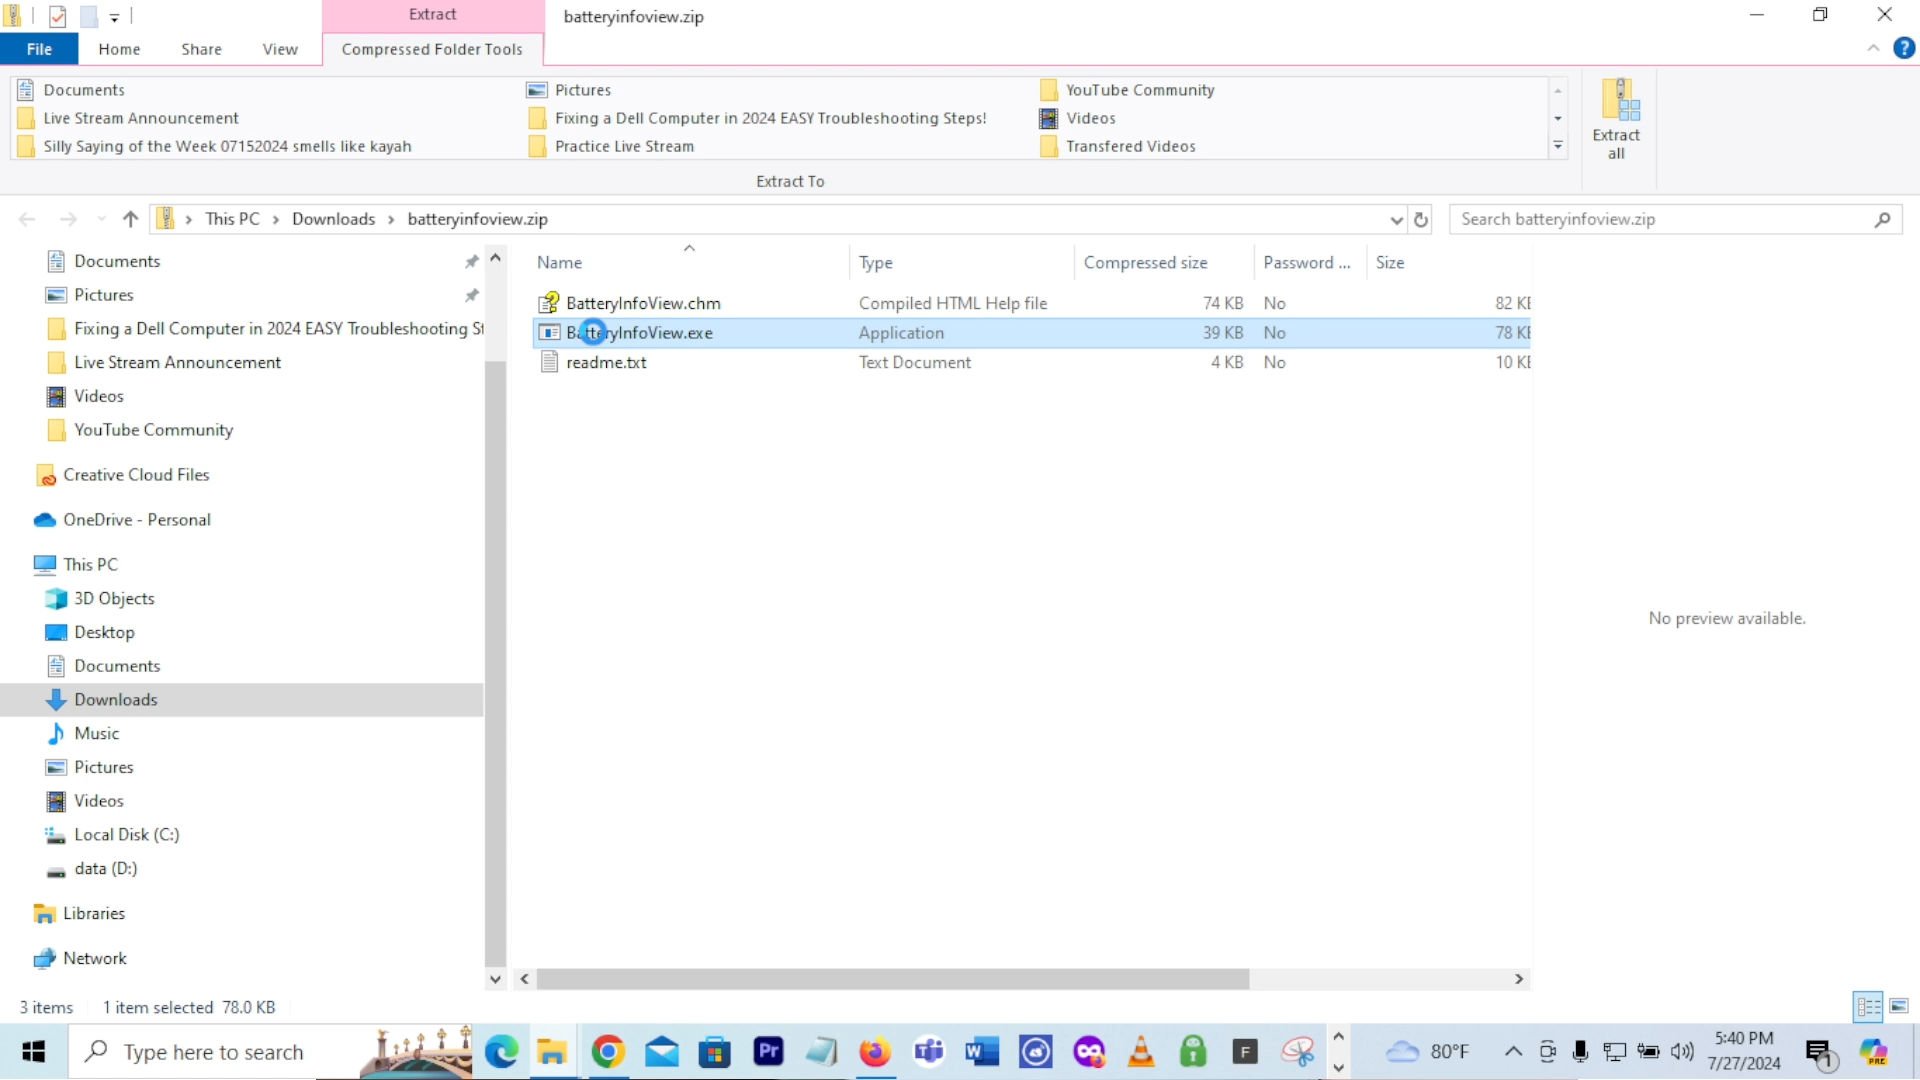 Extract
batteryinfoview.zip
File
Home
Share
View
Compressed Folder Tools
?
Documents
Pictures
YouTube Community
Live Stream Announcement
Fixing a Dell Computer in 2024 EASY Troubleshooting Steps!
Videos
Silly Saying of the Week 07152024 smells like kayah
Practice Live Stream
Transfered Videos
Extract
all
Extract To
This PC > Downloads > batteryinfoview.zip
Search batteryinfoview.zip
Documents
Pictures
Fixing a Dell Computer in 2024 EASY Troubleshooting St
Live Stream Announcement
Videos
YouTube Community
Creative Cloud Files
OneDrive - Personal
This PC
3D Objects
Desktop
Documents
Downloads
Music
Pictures
Videos
Local Disk (C:)
data (D:)
Libraries
Network
Name
Type
Compressed size
Password ...
Size
BatteryInfoView.chm
Compiled HTML Help file
74 KB
No
82 KB
BatteryInfoView.exe
Application
39 KB
No
78 KB
readme.txt
Text Document
4 KB
No
10 KB
No preview available.
3 items
1 item selected 78.0 KB
Type here to search
Pr
F
80°F
5:40 PM
7/27/2024
1
PRE